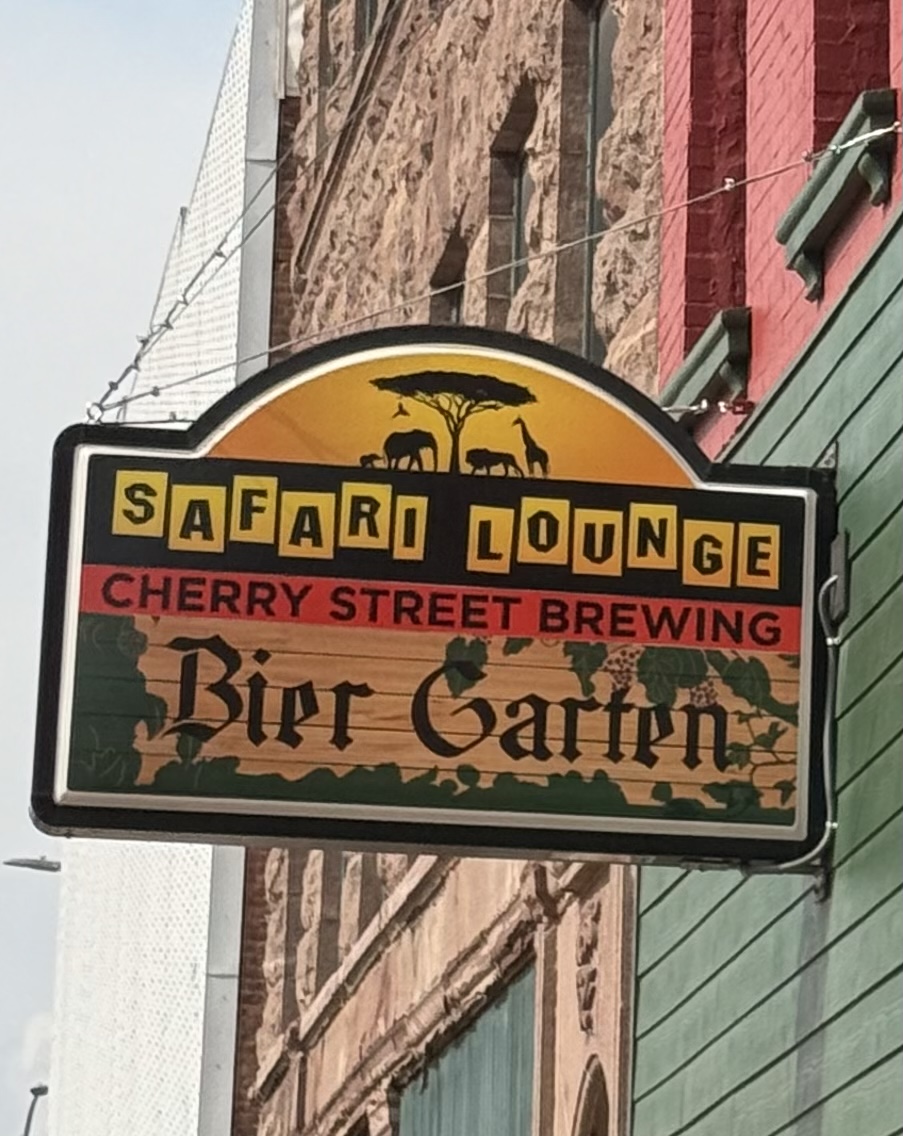 SAFARI LOUNGE
CHERRY STREET BREWING
Bier Garten